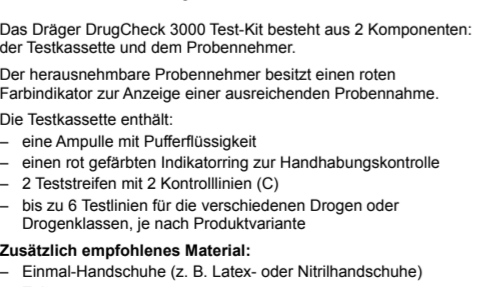 Das Dräger DrugCheck 3000 Test-Kit besteht aus 2 Komponenten:
der Testkassette und dem Probennehmer.
Der herausnehmbare Probennehmer besitzt einen roten
Farbindikator zur Anzeige einer ausreichenden Probennahme.
Die Testkassette enthält:
– eine Ampulle mit Pufferflüssigkeit
– einen rot gefärbten Indikatorring zur Handhabungskontrolle
– 2 Teststreifen mit 2 Kontrolllinien (C)
– bis zu 6 Testlinien für die verschiedenen Drogen oder
Drogenklassen, je nach Produktvariante
Zusätzlich empfohlenes Material:
– Einmal-Handschuhe (z. B. Latex- oder Nitrilhandschuhe)